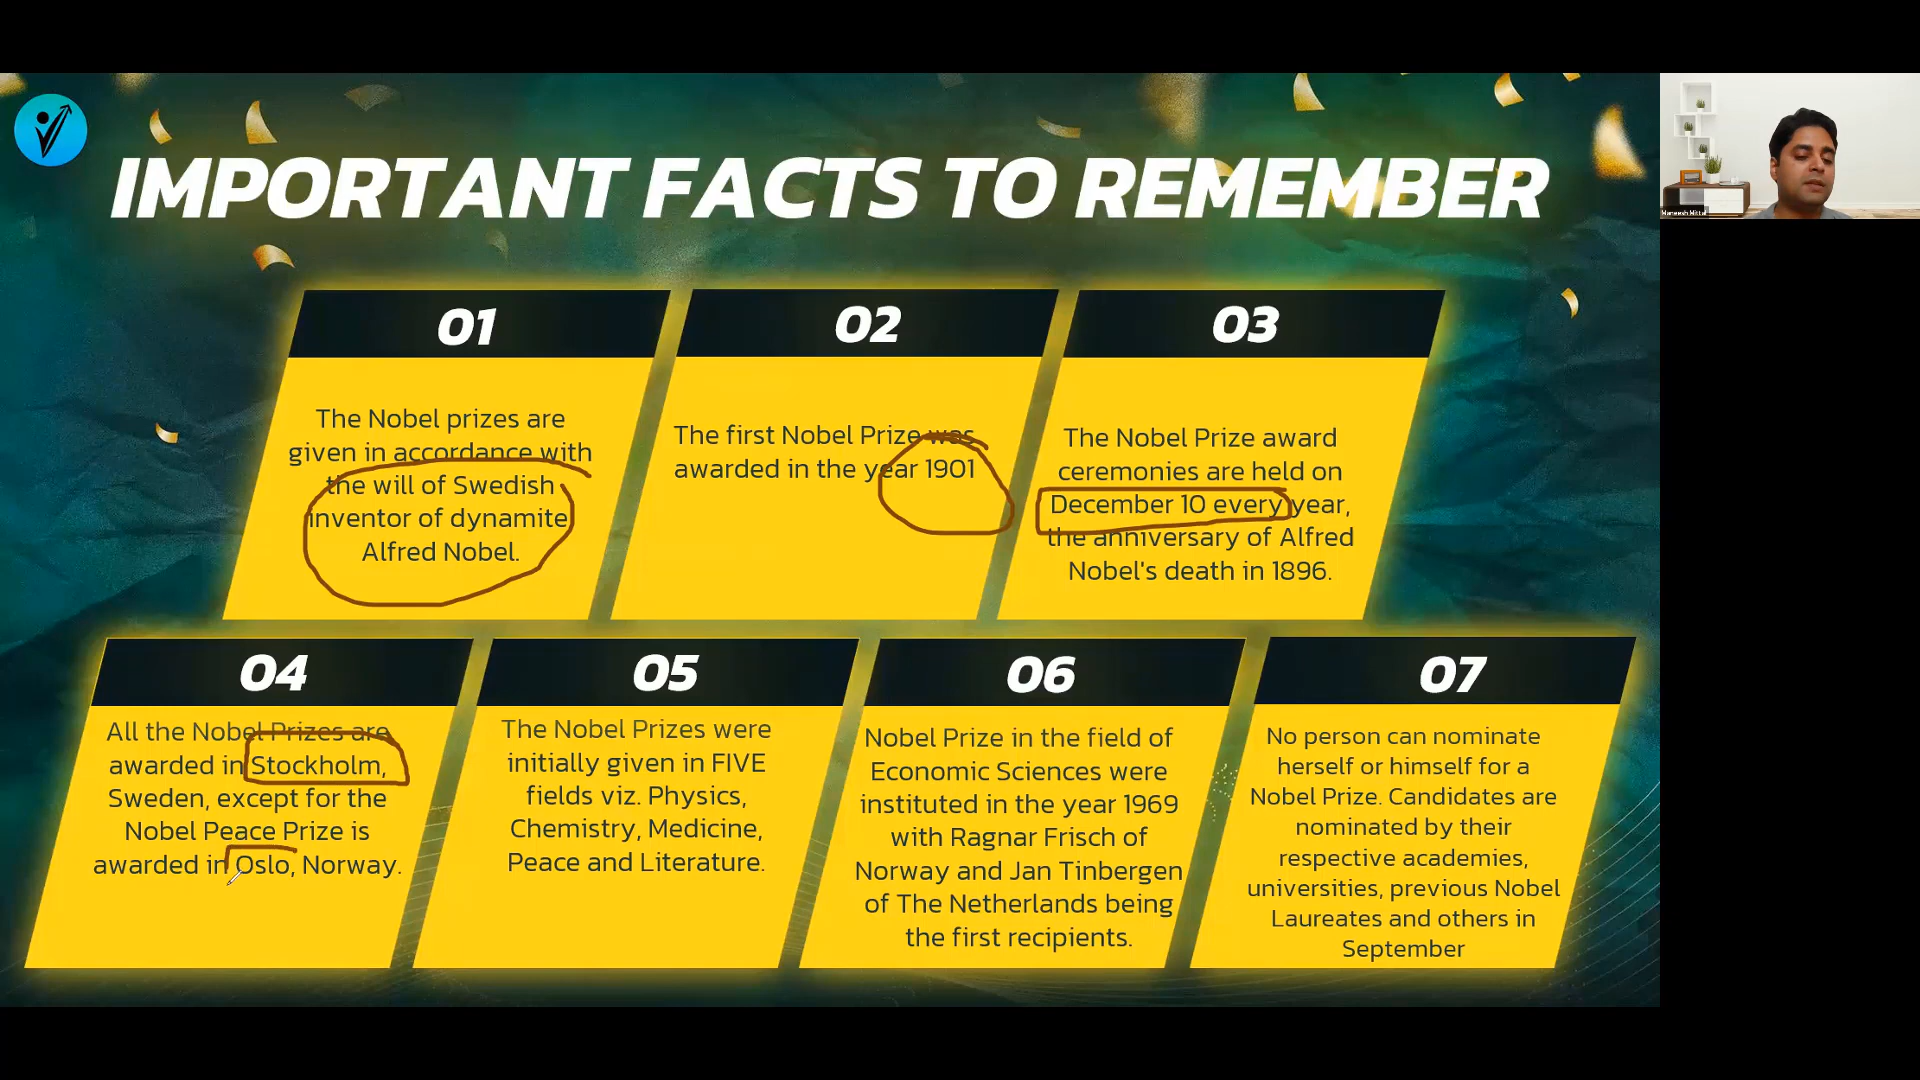 IMPORTANT FACTS TO REMEMBER
Maneesh Mittal
01
The Nobel prizes are
given in accordance with
the will of Swedish
inventor of dynamite
Alfred Nobel.
02
The first Nobel Prize was
awarded in the year 1901
03
The Nobel Prize award
ceremonies are held on
December 10 every year,
the anniversary of Alfred
Nobel's death in 1896.
04
All the Nobel Prizes are
awarded in Stockholm,
Sweden, except for the
Nobel Peace Prize is
awarded in Oslo, Norway.
05
The Nobel Prizes were
initially given in FIVE
fields viz. Physics,
Chemistry, Medicine,
Peace and Literature.
06
Nobel Prize in the field of
Economic Sciences were
instituted in the year 1969
with Ragnar Frisch of
Norway and Jan Tinbergen
of The Netherlands being
the first recipients.
07
No person can nominate
herself or himself for a
Nobel Prize. Candidates are
nominated by their
respective academies,
universities, previous Nobel
Laureates and others in
September